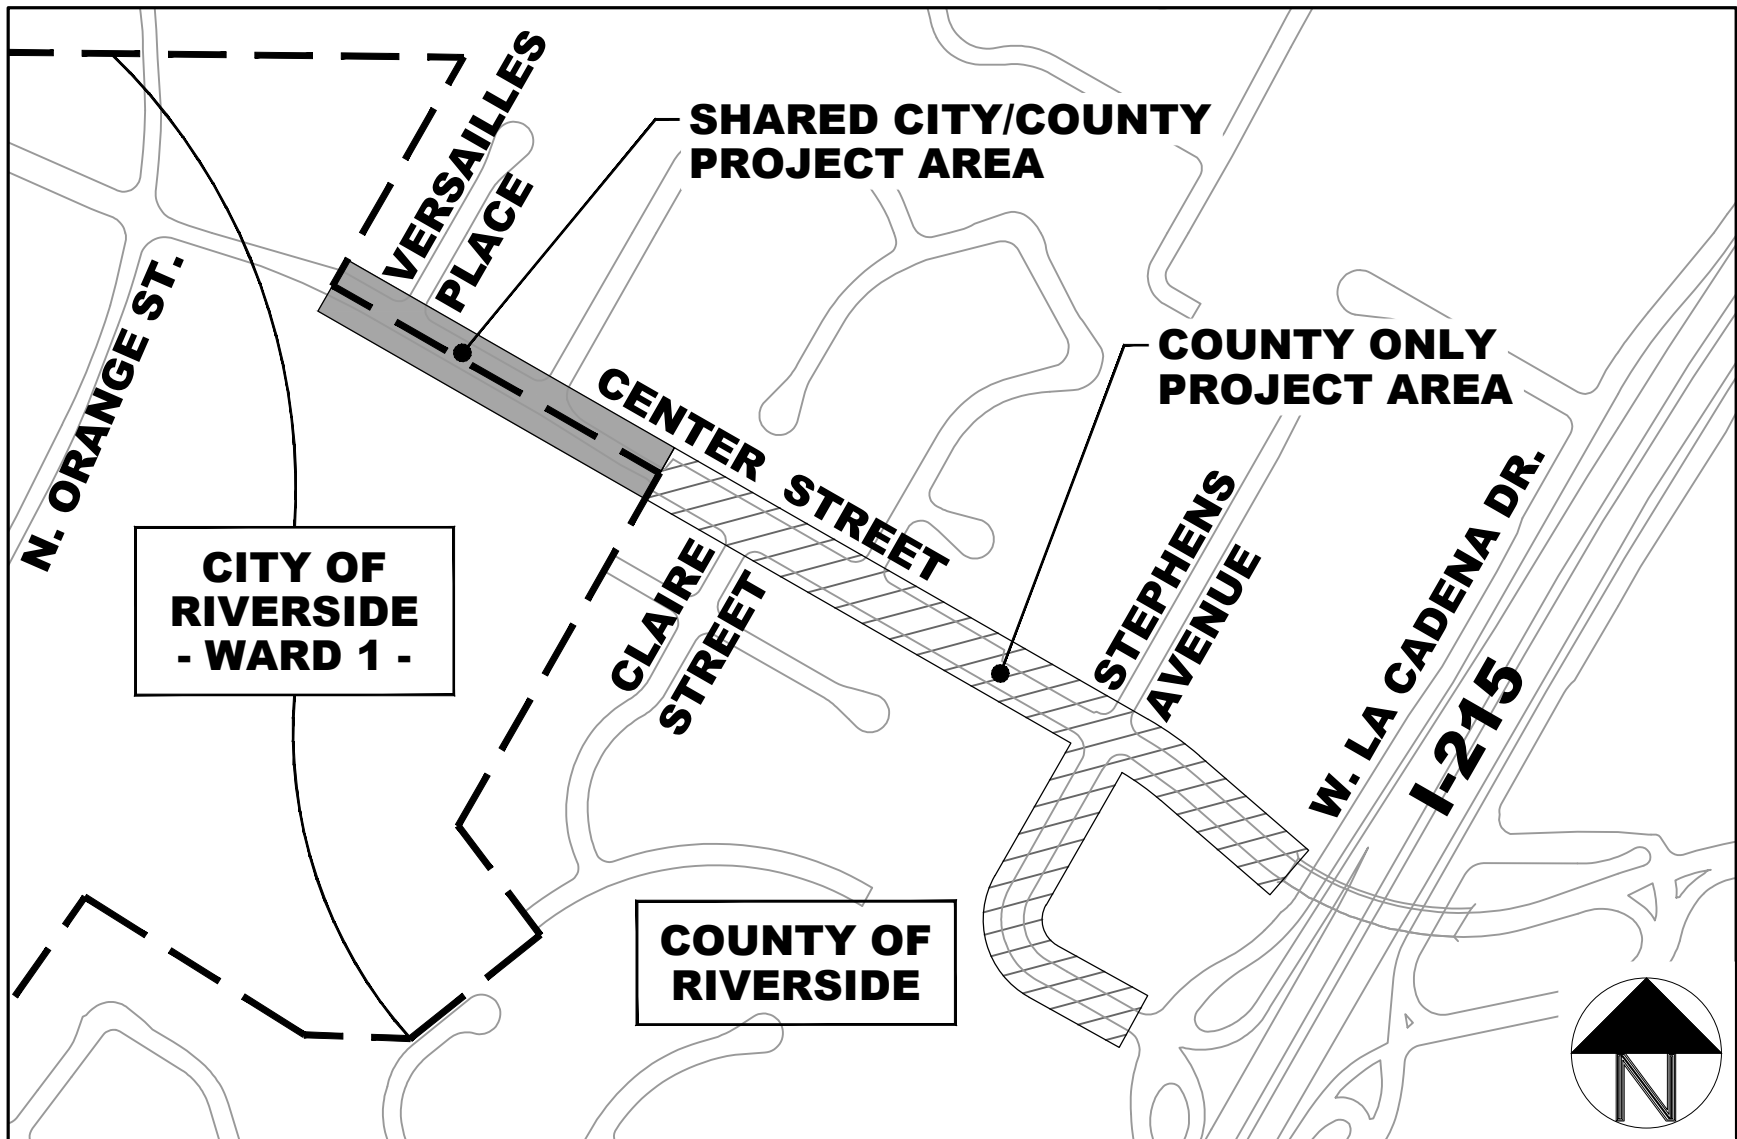 VERSAILLES
PLACE
SHARED CITY/COUNTY
PROJECT AREA
N. ORANGE ST.
COUNTY ONLY
PROJECT AREA
CENTER STREET
CITY OF
RIVERSIDE
- WARD 1 -
CLAIRE
STREET
STEPHENS
AVENUE
W. LA CADENA DR.
I-215
COUNTY OF
RIVERSIDE
N